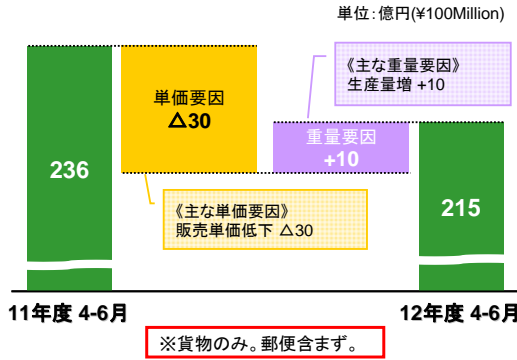 単位：億円(¥100Million)
《主な重量要因》
生産量増 +10
単価要因
△30
重量要因
+10
236
215
《主な単価要因》
販売単価低下 △30
11年度 4-6月
12年度 4-6月
※貨物のみ。郵便含まず。